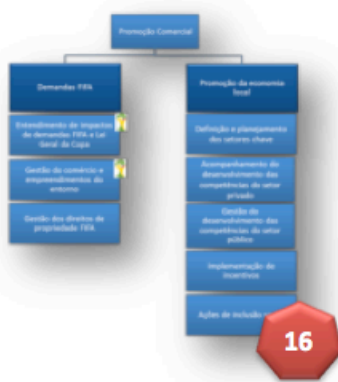 Promoção Comercial
Demandas FIFA
Entendimento de impactos
de demandas FIFA e Lei
Geral da Copa
Gestão do comércio e
empreendimentos do
entorno
Gestão dos direitos de
propriedade FIFA
Promoção da economia
local
Definição e planejamento
dos setores chave
Acompanhamento do
desenvolvimento das
competências do setor
privado
Gestão do
desenvolvimento das
competências do setor
público
Implementação de
incentivos
Ações de inclusão
16